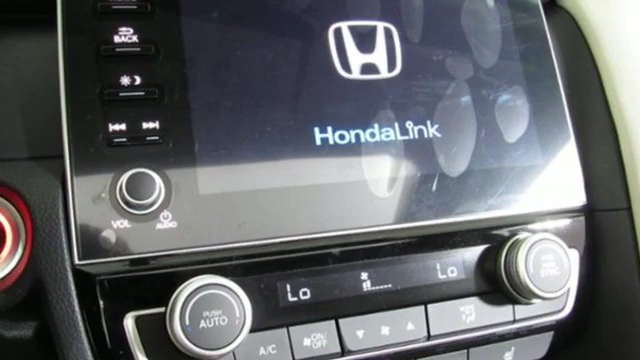 BACK
HondaLink
VOL
AUDIO
Lo
Lo
PUSH
AUTO
SYNC
A/C
ON/
OFF